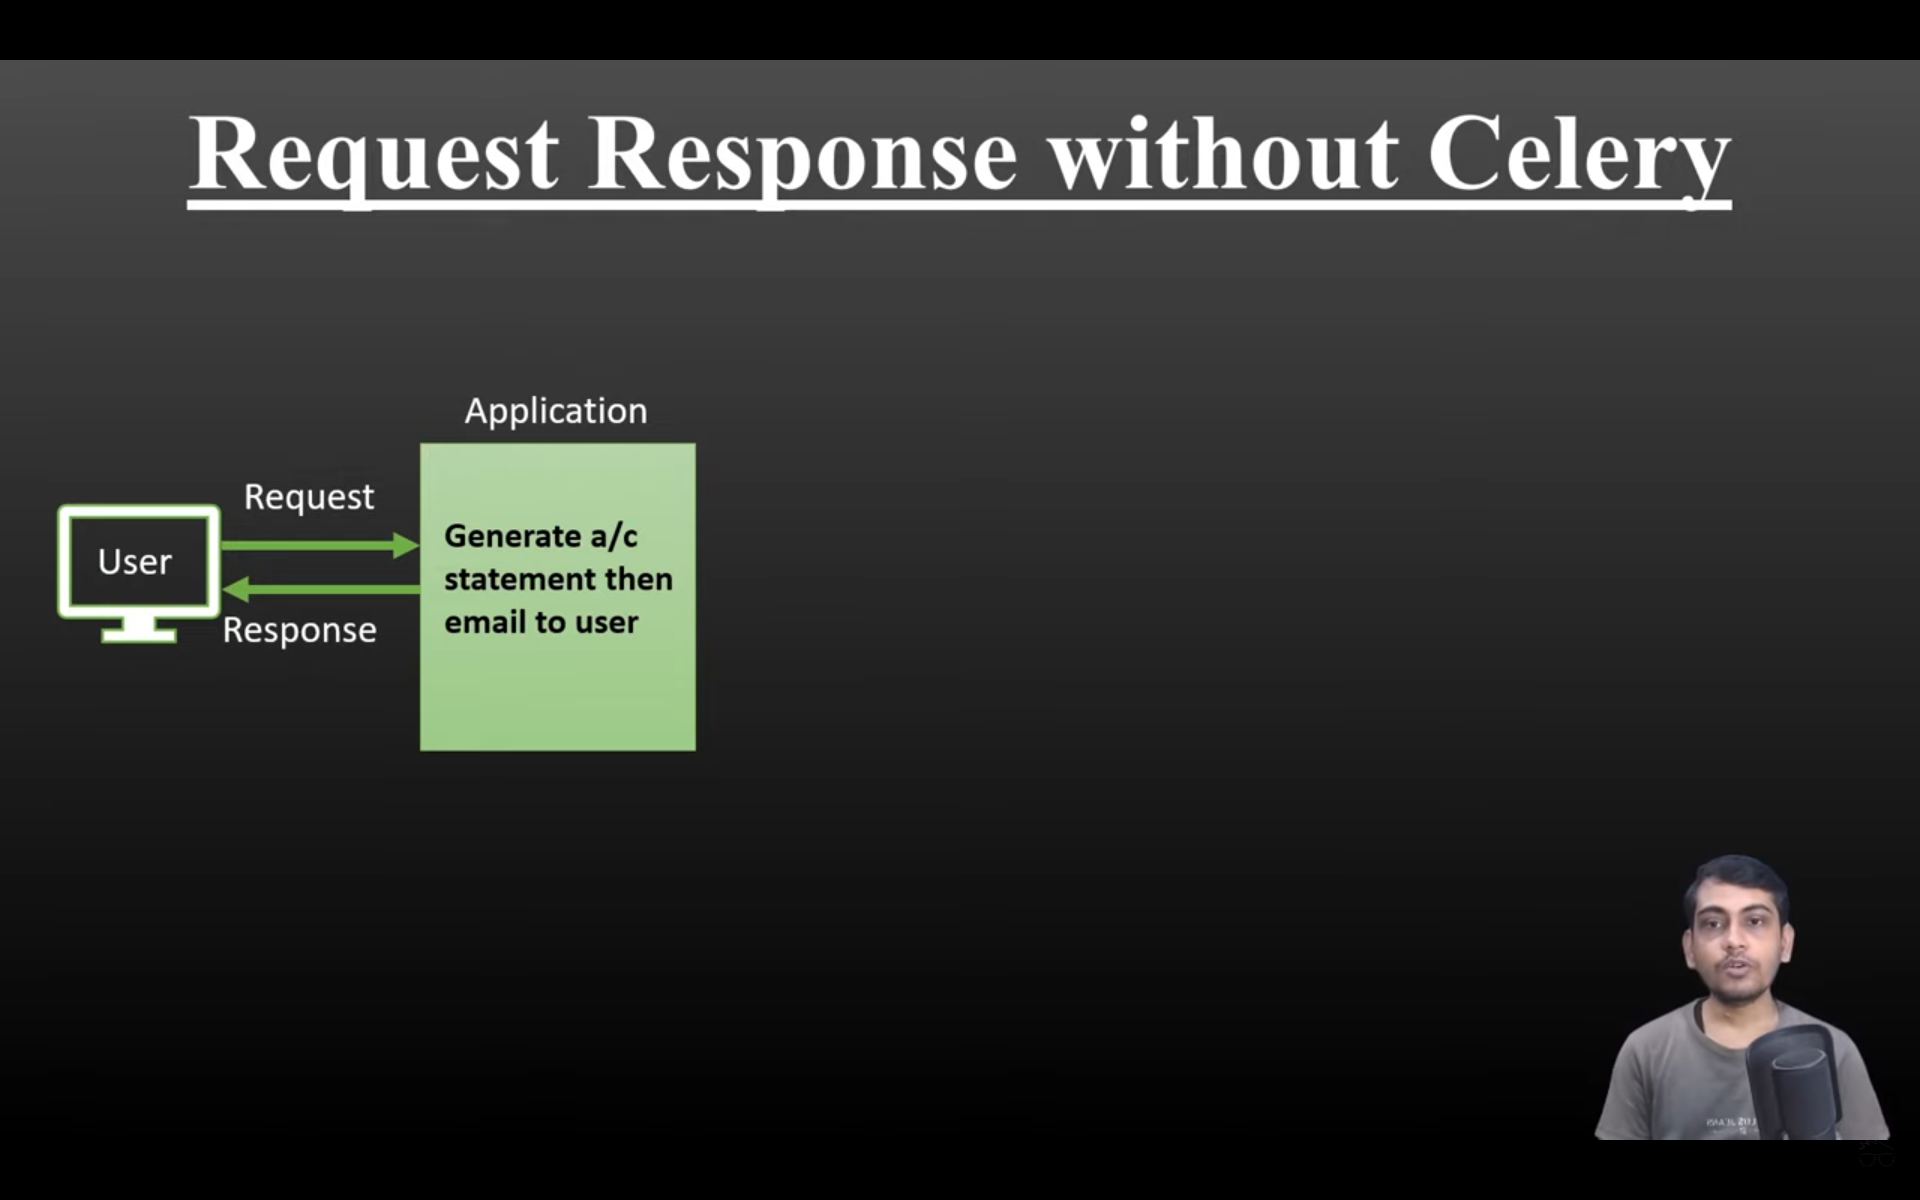 Request Response without Celery
Application
Request
User
Response
Generate a/c
statement then
email to user